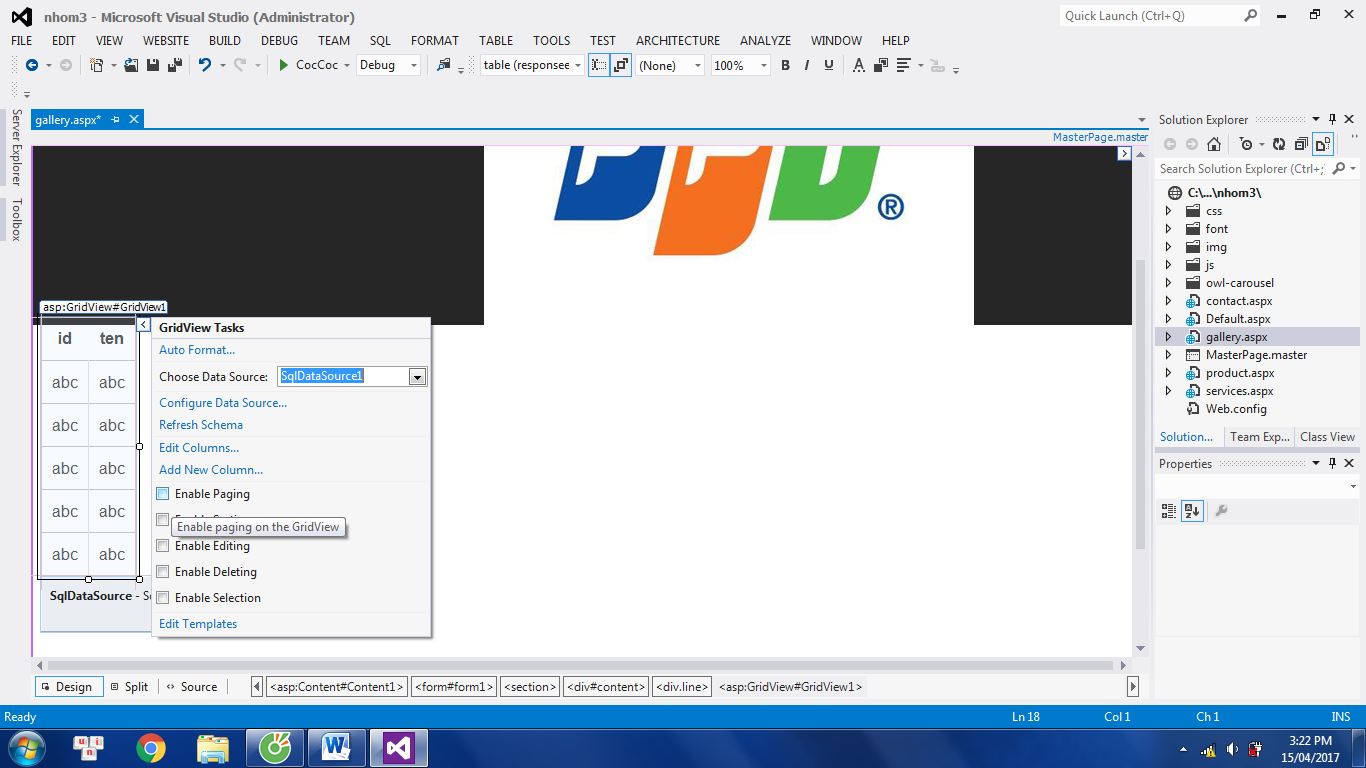 nhom3 - Microsoft Visual Studio (Administrator)
Quick Launch (Ctrl+Q)
FILE EDIT VIEW WEBSITE BUILD DEBUG TEAM SQL FORMAT TABLE TOOLS TEST ARCHITECTURE ANALYZE WINDOW HELP
CocCoc Debug table (responsee (None) 100% B I U A
gallery.aspx*
MasterPage.master
Server Explorer
Toolbox
®
asp:GridView#GridView1
id ten
abc abc
abc abc
abc abc
abc abc
abc abc
SqlDataSource - Sq
GridView Tasks
Auto Format...
Choose Data Source: SqlDataSource1
Configure Data Source...
Refresh Schema
Edit Columns...
Add New Column...
Enable Paging
Enable paging on the GridView
Enable Editing
Enable Deleting
Enable Selection
Edit Templates
Solution Explorer
Search Solution Explorer (Ctrl+;
C:\...\nhom3\
css
font
img
js
owl-carousel
contact.aspx
Default.aspx
gallery.aspx
MasterPage.master
product.aspx
services.aspx
Web.config
Solution... Team Exp... Class View
Properties
Design Split Source
<asp:Content#Content1> <form#form1> <section> <div#content> <div.line> <asp:GridView#GridView1>
Ready Ln 18 Col 1 Ch 1 INS
uni n
3:22 PM
15/04/2017